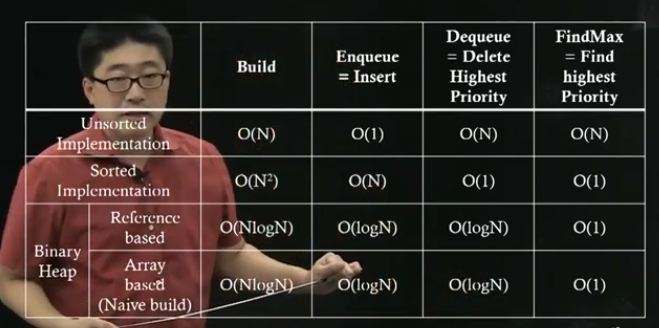 Build
Enqueue
= Insert
Dequeue
= Delete
Highest
Priority
FindMax
= Find
highest
Priority
Unsorted
Implementation
O(N)
O(1)
O(N)
O(N)
Sorted
Implementation
O(N²)
O(N)
O(1)
O(1)
Binary
Heap
Reference
based
O(NlogN)
O(logN)
O(logN)
O(1)
Array
based
(Naive build)
O(NlogN)
O(logN)
O(logN)
O(1)